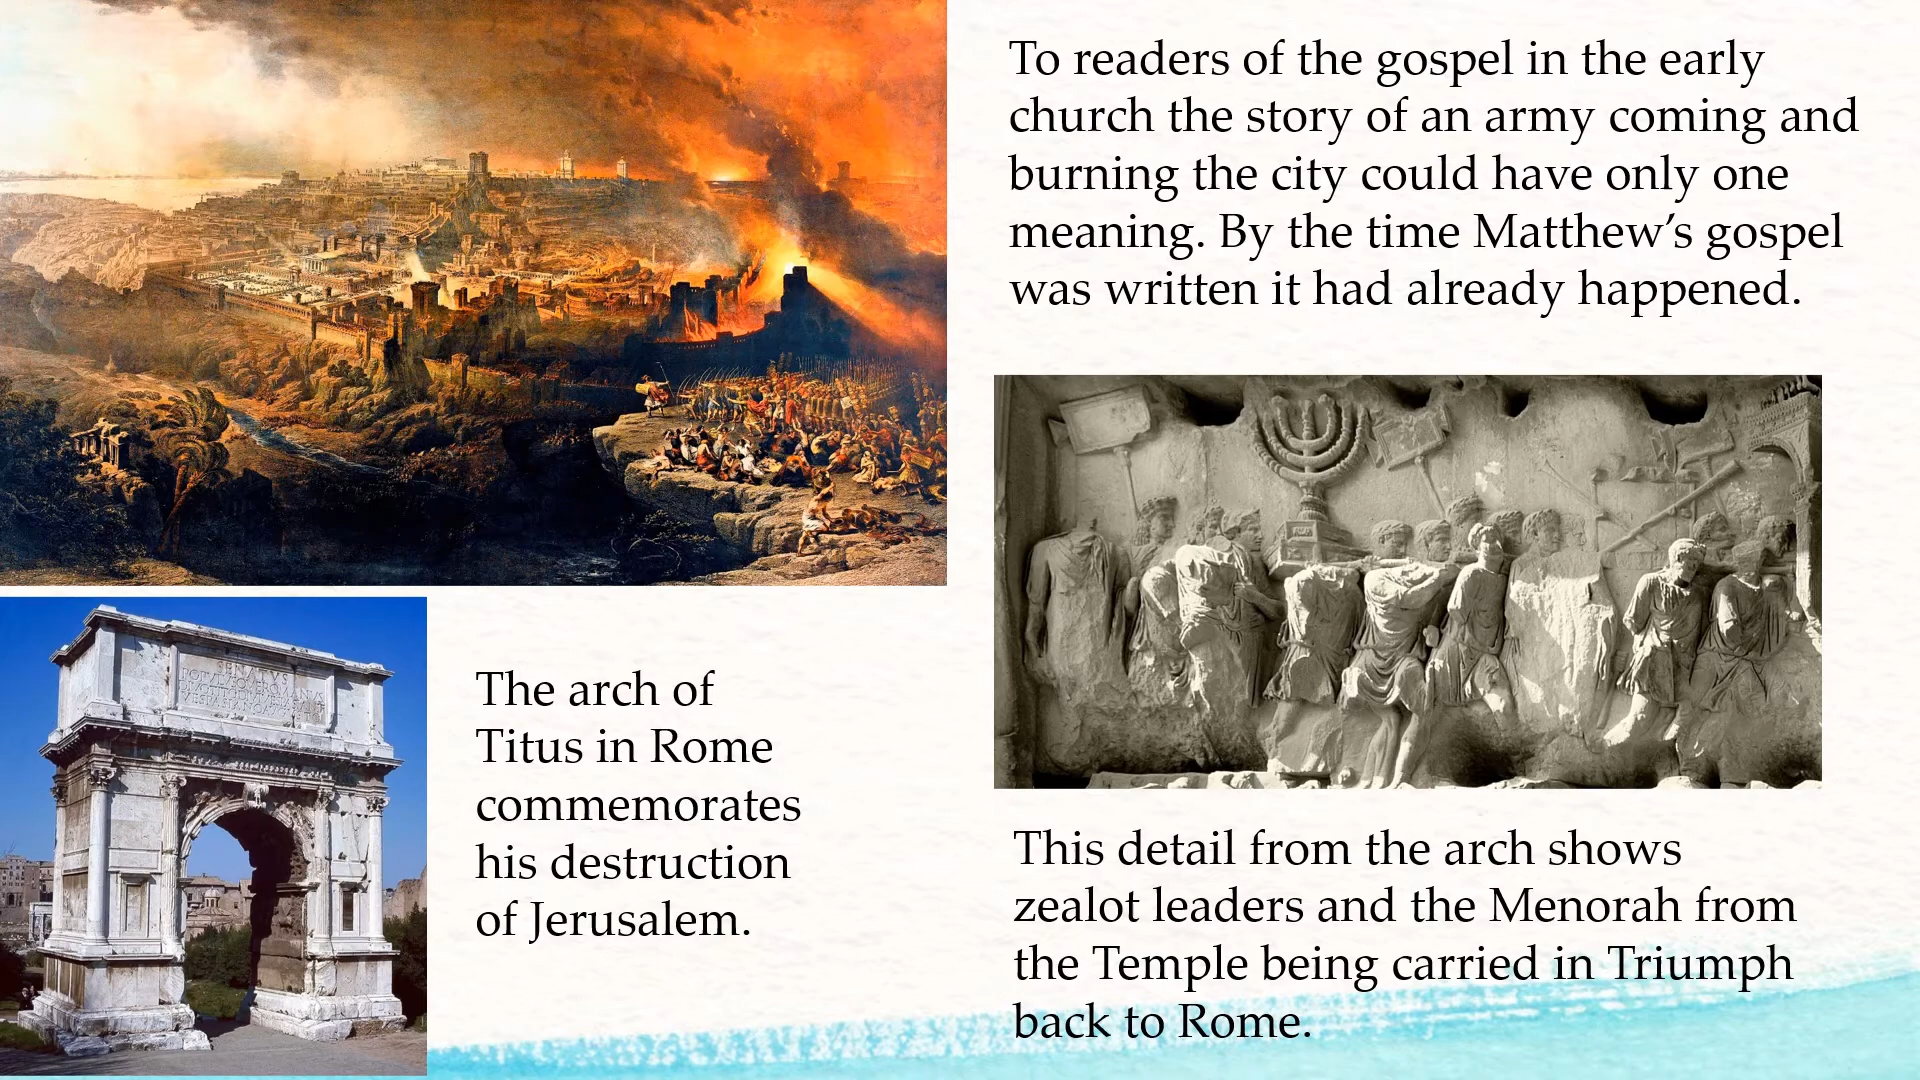 To readers of the gospel in the early
church the story of an army coming and
burning the city could have only one
meaning. By the time Matthew’s gospel
was written it had already happened.
The arch of
Titus in Rome
commemorates
his destruction
of Jerusalem.
SENATVS
This detail from the arch shows
zealot leaders and the Menorah from
the Temple being carried in Triumph
back to Rome.